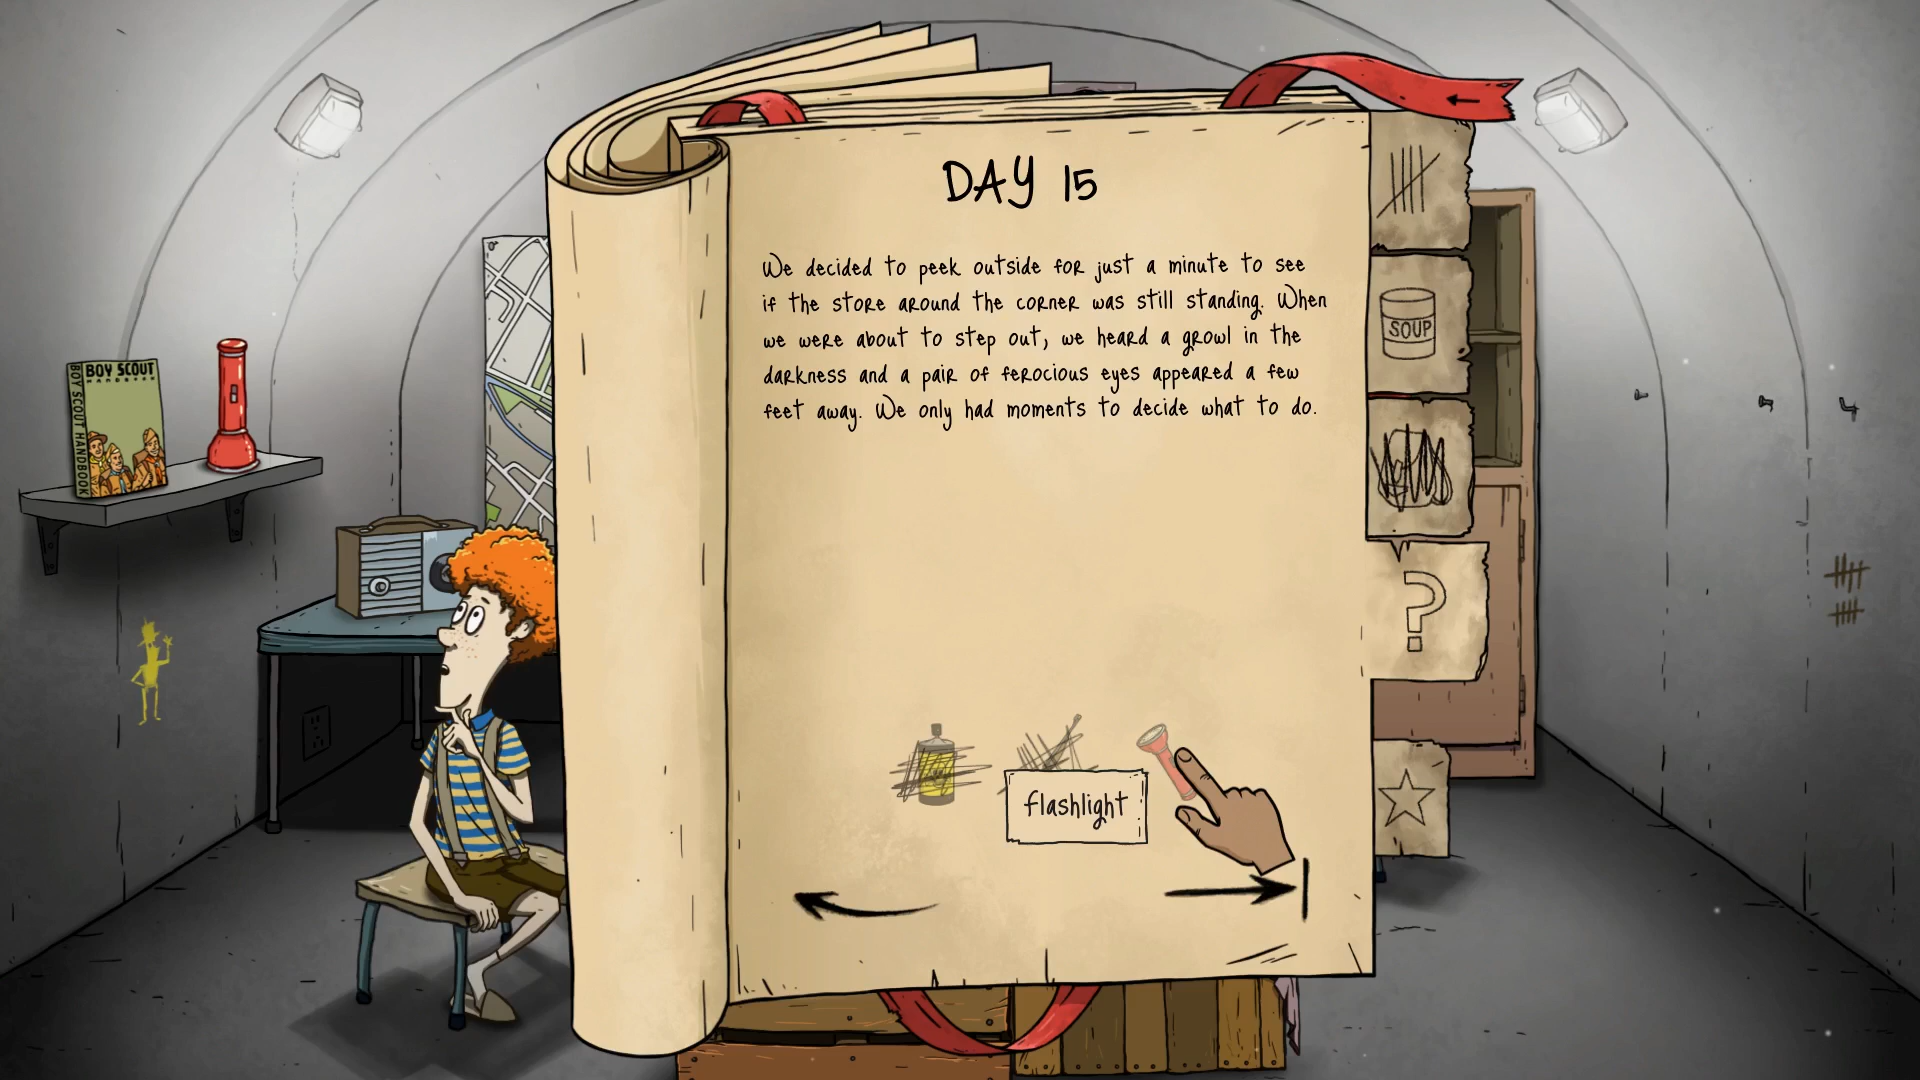 DAY 15
We decided to peek outside for just a minute to see
if the store around the corner was still standing. When
we were about to step out, we heard a growl in the
darkness and a pair of ferocious eyes appeared a few
feet away. We only had moments to decide what to do.
BOY SCOUT
HANDBOOK
BOY SCOUT HANDBOOK
SOUP
?
flashlight